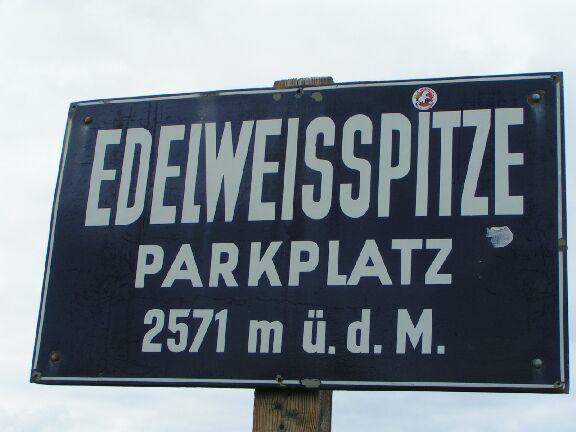 EDELWEISSPITZE
PARKPLATZ
2571 m ü. d. M.